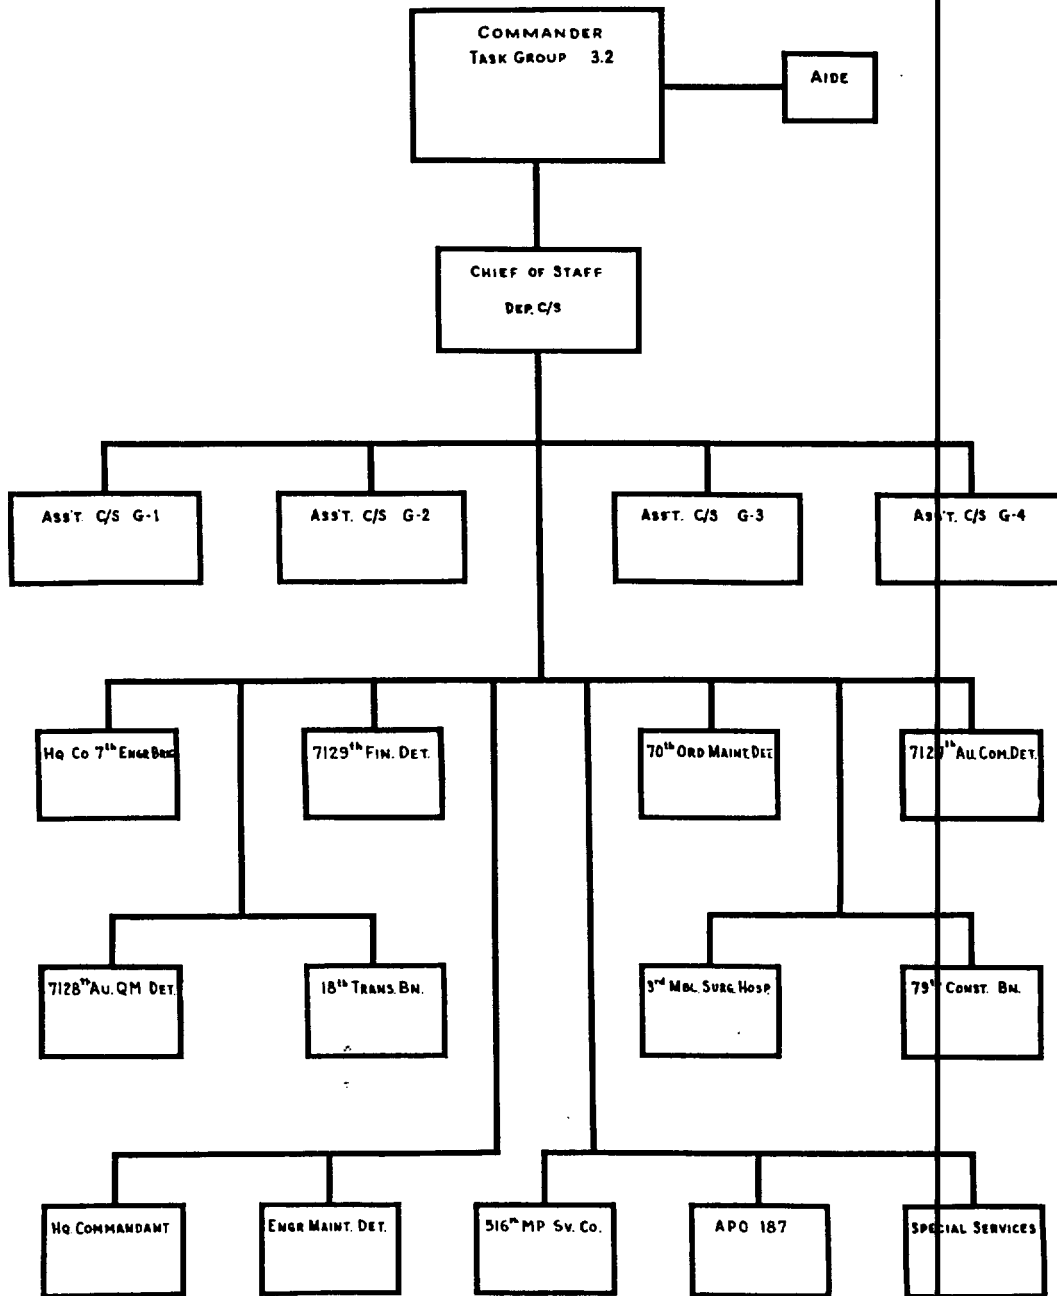 COMMANDER
TASK GROUP 3.2
AIDE
CHIEF OF STAFF
DEP. C/S
ASS'T. C/S G-1
ASS'T. C/S G-2
ASS'T. C/S G-3
ASS'T. C/S G-4
HQ CO 7th ENGR BRIG
7129th FIN. DET.
70th ORD MAINT. DET
7127th AU. COM. DET.
7128th AU. QM DET.
18th TRANS. BN.
3rd MBL. SURG. HOSP.
79th CONST. BN.
HQ. COMMANDANT
ENGR MAINT. DET.
516th MP SV. CO.
APO 187
SPECIAL SERVICES